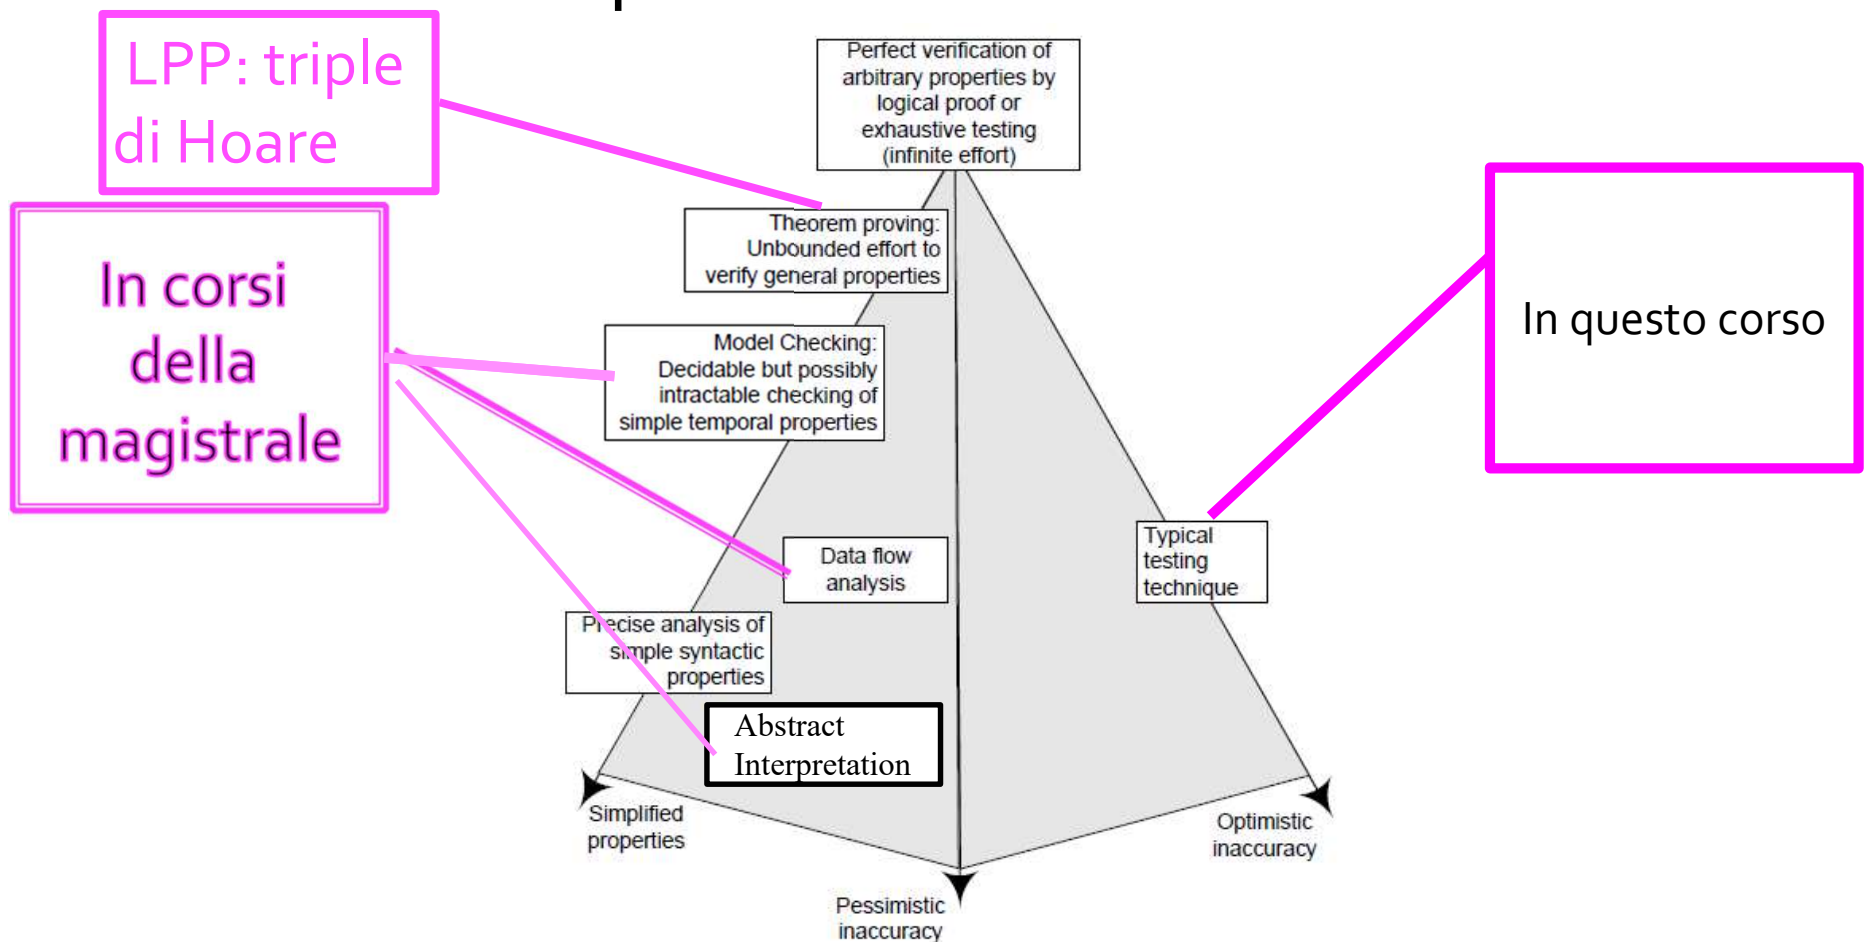 LPP: triple
di Hoare
In corsi
della
magistrale
Perfect verification of
arbitrary properties by
logical proof or
exhaustive testing
(infinite effort)
Theorem proving:
Unbounded effort to
verify general properties
Model Checking:
Decidable but possibly
intractable checking of
simple temporal properties
In questo corso
Data flow
analysis
Typical
testing
technique
Precise analysis of
simple syntactic
properties
Abstract
Interpretation
Simplified
properties
Optimistic
inaccuracy
Pessimistic
inaccuracy